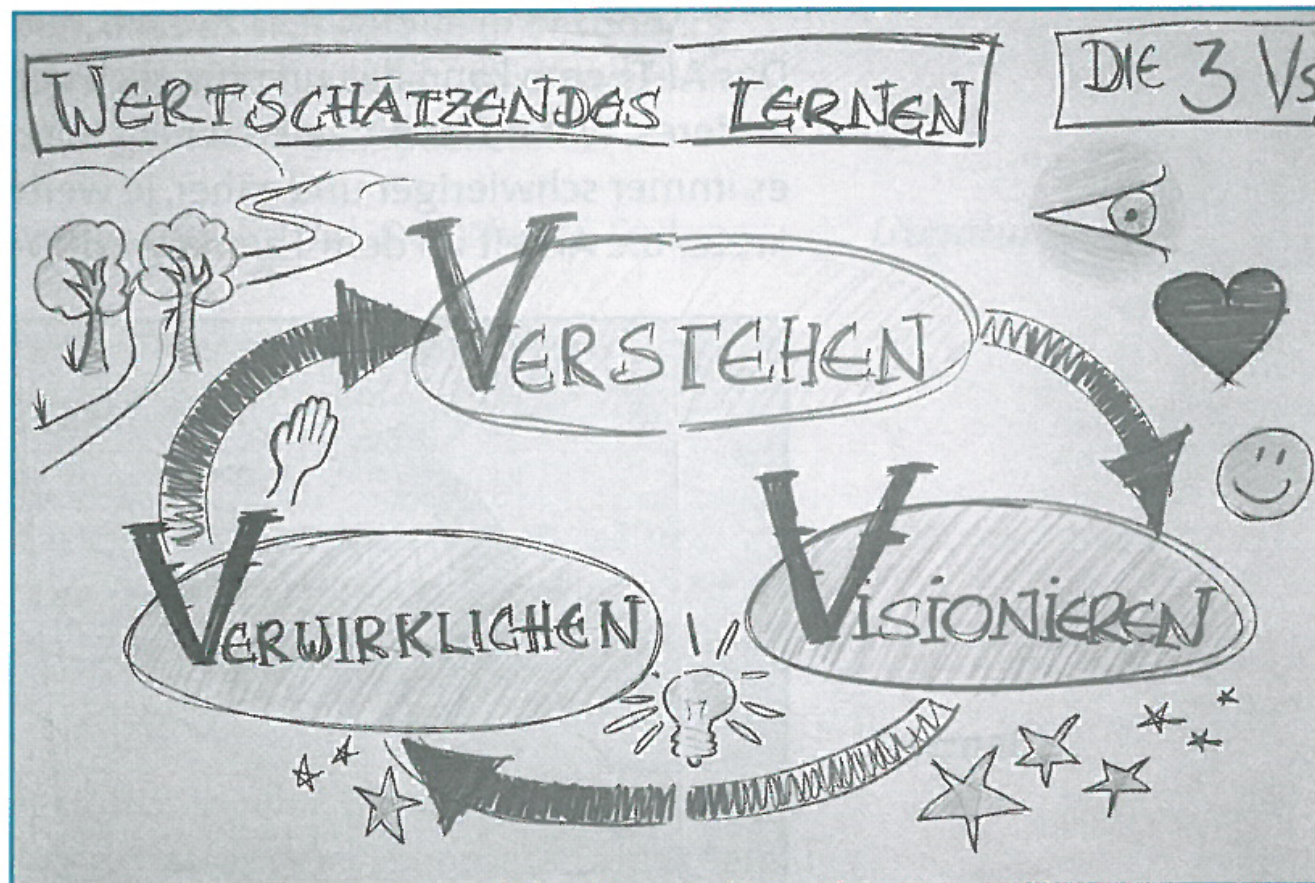 WERTSCHÄTZENDES LERNEN
DIE 3 Vs
VERSTEHEN
VISIONIEREN
VERWIRKLICHEN